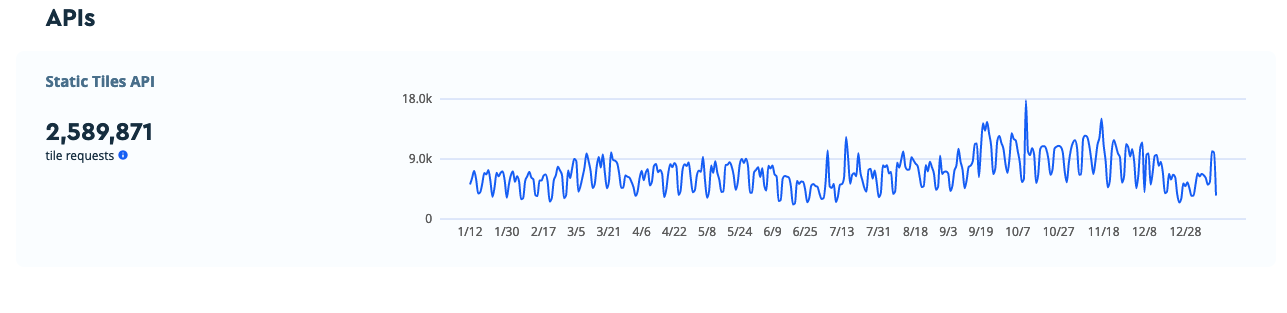 APIs
Static Tiles API
2,589,871
tile requests
18.0k
9.0k
0
1/12 1/30 2/17 3/5 3/21 4/6 4/22 5/8 5/24 6/9 6/25 7/13 7/31 8/18 9/3 9/19 10/7 10/27 11/18 12/8 12/28